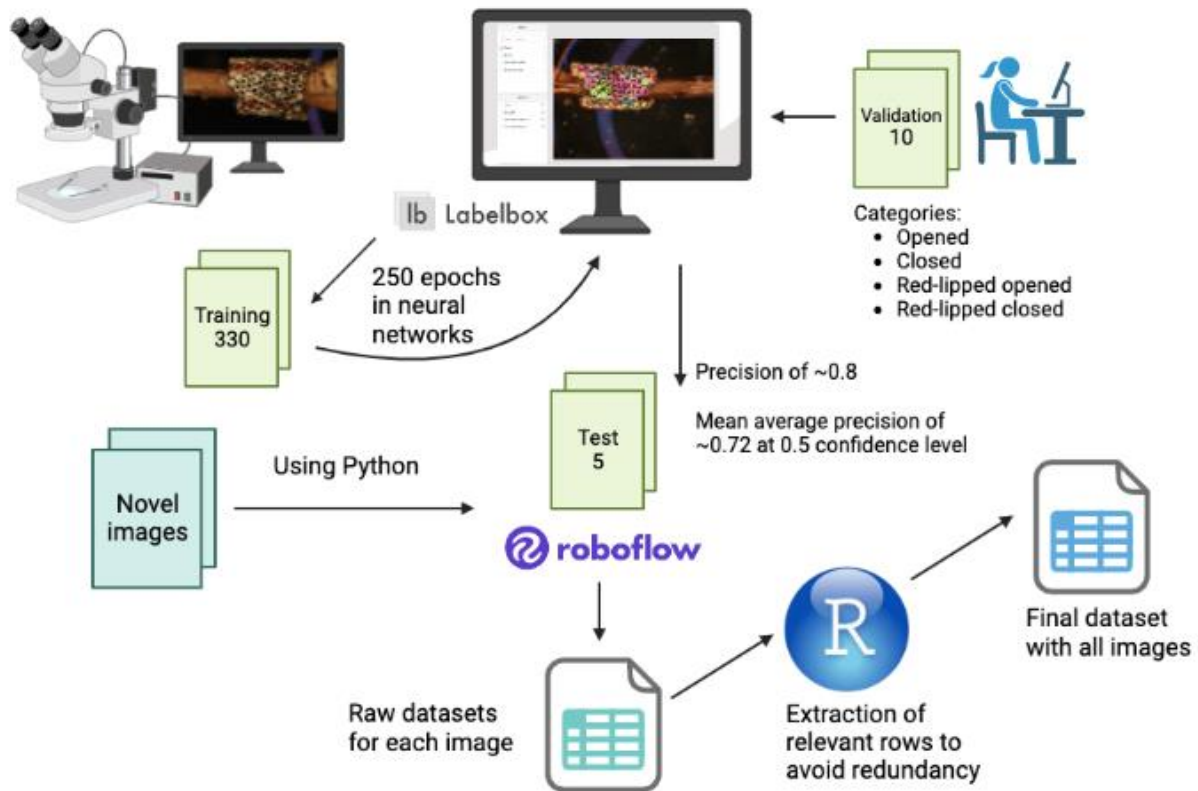 lb Labelbox
Validation
10
Categories:
• Opened
• Closed
• Red-lipped opened
• Red-lipped closed
250 epochs
in neural
networks
Training
330
Precision of ~0.8
Mean average precision of
~0.72 at 0.5 confidence level
Test
5
Using Python
Novel
images
roboflow
R
Final dataset
with all images
Raw datasets
for each image
Extraction of
relevant rows to
avoid redundancy